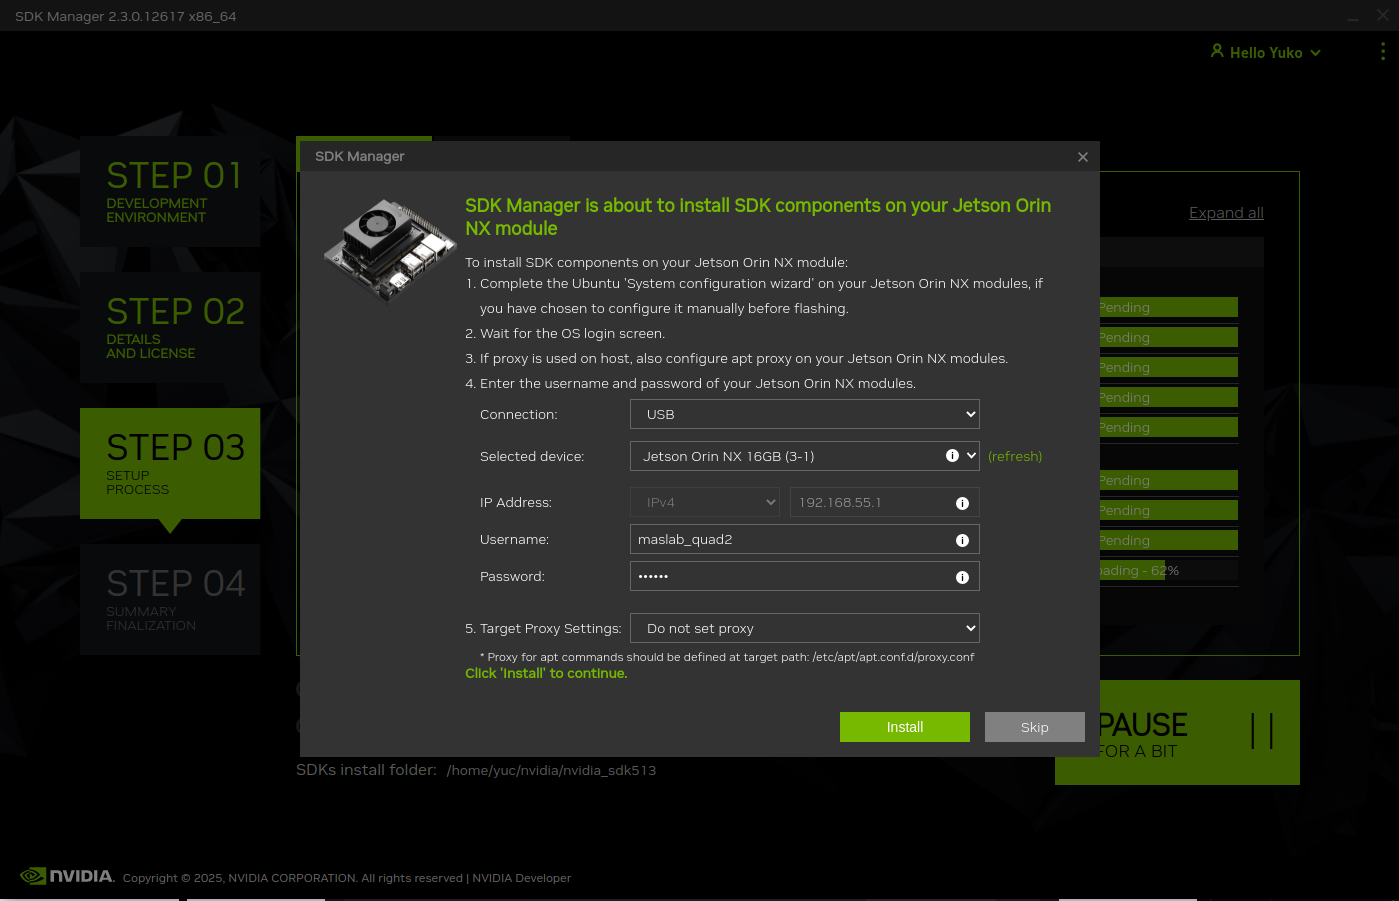 SDK Manager 2.3.0.12617 x86_64
Hello Yuko
STEP 01
DEVELOPMENT
ENVIRONMENT
STEP 02
DETAILS
AND LICENSE
STEP 03
SETUP
PROCESS
STEP 04
SUMMARY
FINALIZATION
SDK Manager
SDK Manager is about to install SDK components on your Jetson Orin
NX module
To install SDK components on your Jetson Orin NX module:
1. Complete the Ubuntu 'System configuration wizard' on your Jetson Orin NX modules, if
you have chosen to configure it manually before flashing.
2. Wait for the OS login screen.
3. If proxy is used on host, also configure apt proxy on your Jetson Orin NX modules.
4. Enter the username and password of your Jetson Orin NX modules.
Connection: USB
Selected device: Jetson Orin NX 16GB (3-1) (refresh)
IP Address: IPv4 192.168.55.1
Username: maslab_quad2
Password: ••••••
5. Target Proxy Settings: Do not set proxy
* Proxy for apt commands should be defined at target path: /etc/apt/apt.conf.d/proxy.conf
Click 'Install' to continue.
Install Skip
Expand all
Pending
Pending
Pending
Pending
Pending
Pending
Pending
Pending
62%
PAUSE
FOR A BIT
SDKs install folder: /home/yuc/nvidia/nvidia_sdk513
NVIDIA. Copyright © 2025, NVIDIA CORPORATION. All rights reserved | NVIDIA Developer